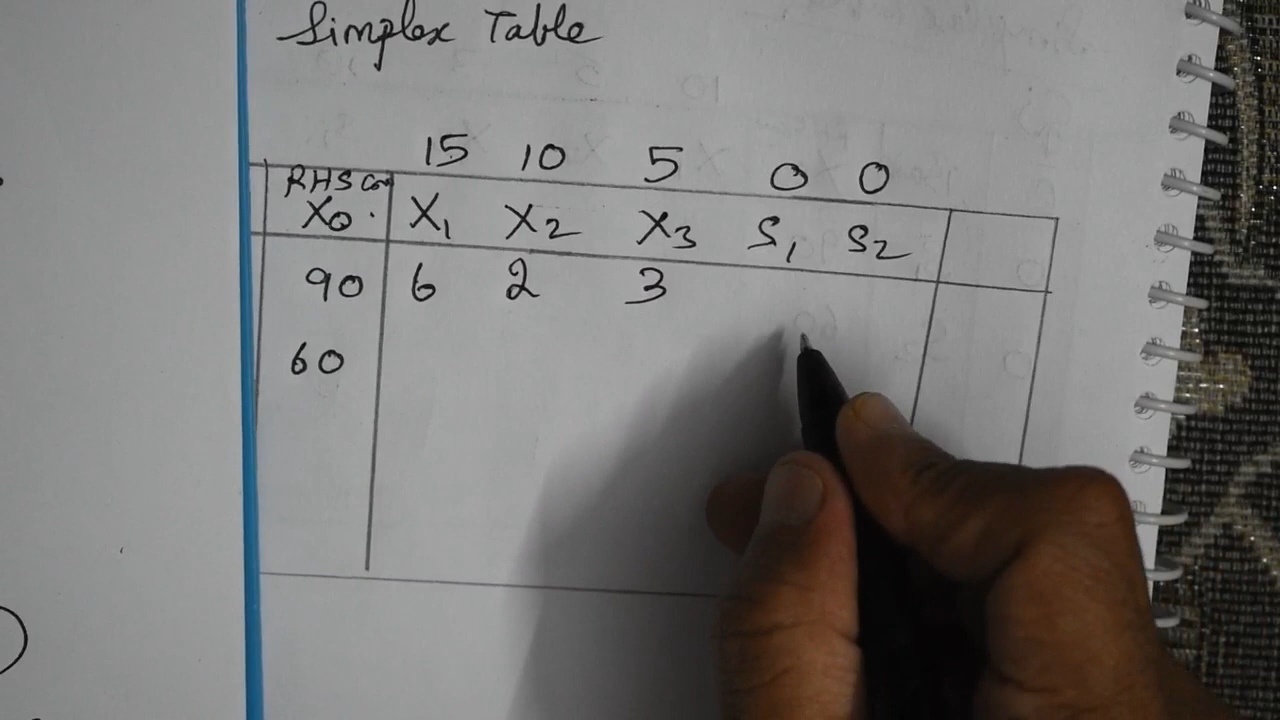 Simplex Table
15 10 5 0 0
RHS Con
X0 X1 X2 X3 S1 S2
90 6 2 3
60